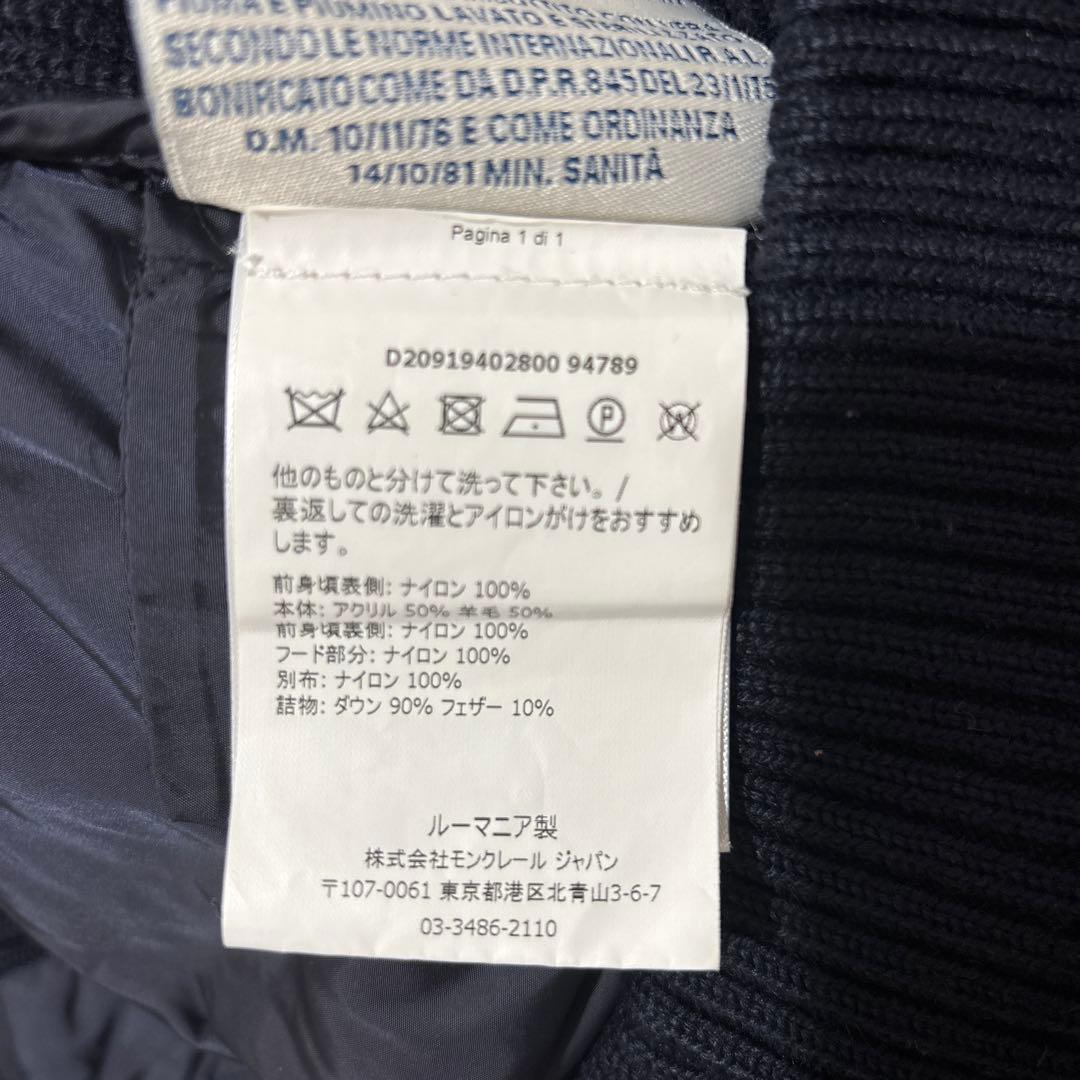 PIUMA E PIUMINO LAVATO E
SECONDO LE NORME INTERNAZIONALI R.A.L.
BONIFICATO COME DA D.P.R. 845 DEL 23/1/75
D.M. 10/11/76 E COME ORDINANZA
14/10/81 MIN. SANITÀ
Pagina 1 di 1
D20919402800 94789
P
他のものと分けて洗って下さい。/
裏返しての洗濯とアイロンがけをおすすめ
します。
前身頃表側: ナイロン 100%
本体: アクリル 50% 羊毛 50%
前身頃裏側: ナイロン 100%
フード部分: ナイロン 100%
別布: ナイロン 100%
詰物: ダウン 90% フェザー 10%
ルーマニア製
株式会社モンクレール ジャパン
〒107-0061 東京都港区北青山3-6-7
03-3486-2110